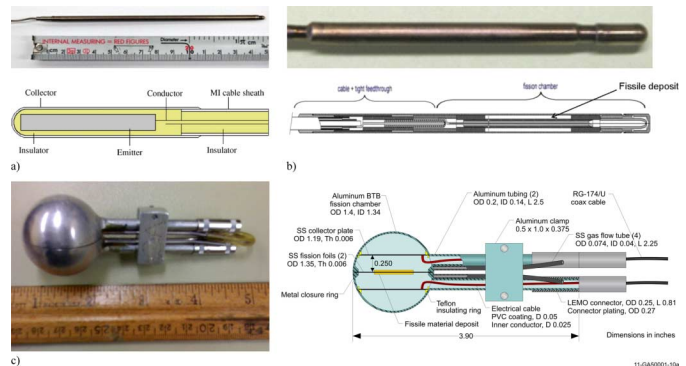 a)
INTERNAL MEASURING = RED FIGURES
Diameter
cm
Collector
Conductor
MI cable sheath
Insulator
Emitter
Insulator
a)
cable + tight feedthrough
fission chamber
Fissile deposit
b)
c)
Aluminum BTB
fission chamber
OD 1.4, ID 1.34
Aluminum tubing (2)
OD 0.2, ID 0.14, L 2.5
RG-174/U
coax cable
SS collector plate
OD 1.19, Th 0.006
Aluminum clamp
0.5 x 1.0 x 0.375
SS gas flow tube (4)
OD 0.074, ID 0.04, L 2.25
SS fission foils (2)
OD 1.35, Th 0.006
0.250
Metal closure ring
Teflon
insulating ring
Fissile material deposit
Electrical cable
PVC coating, D 0.05
Inner conductor, D 0.025
LEMO connector, OD 0.25, L 0.81
Connector plating, OD 0.27
3.90
Dimensions in inches
11-GA50001-10a